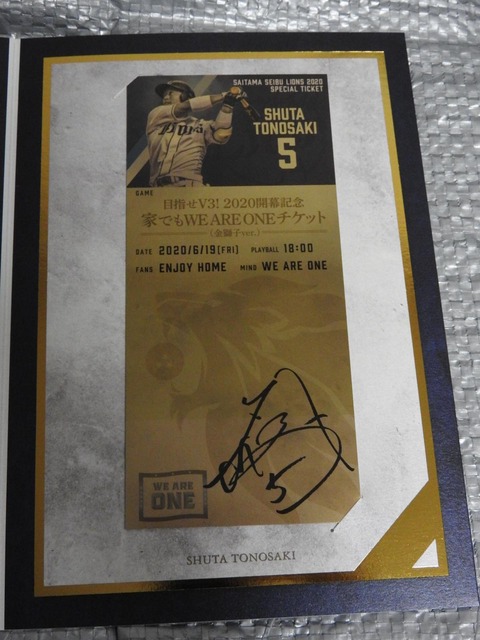 SAITAMA SEIBU LIONS 2020
SPECIAL TICKET
SHUTA
TONOSAKI
5
Lions
GAME
目指せV3! 2020開幕記念
家でもWE ARE ONEチケット
(金獅子ver.)
DATE 2020/6/19(FRI) PLAYBALL 18:00
FANS ENJOY HOME MIND WE ARE ONE
5
WE ARE
ONE
SHUTA TONOSAKI